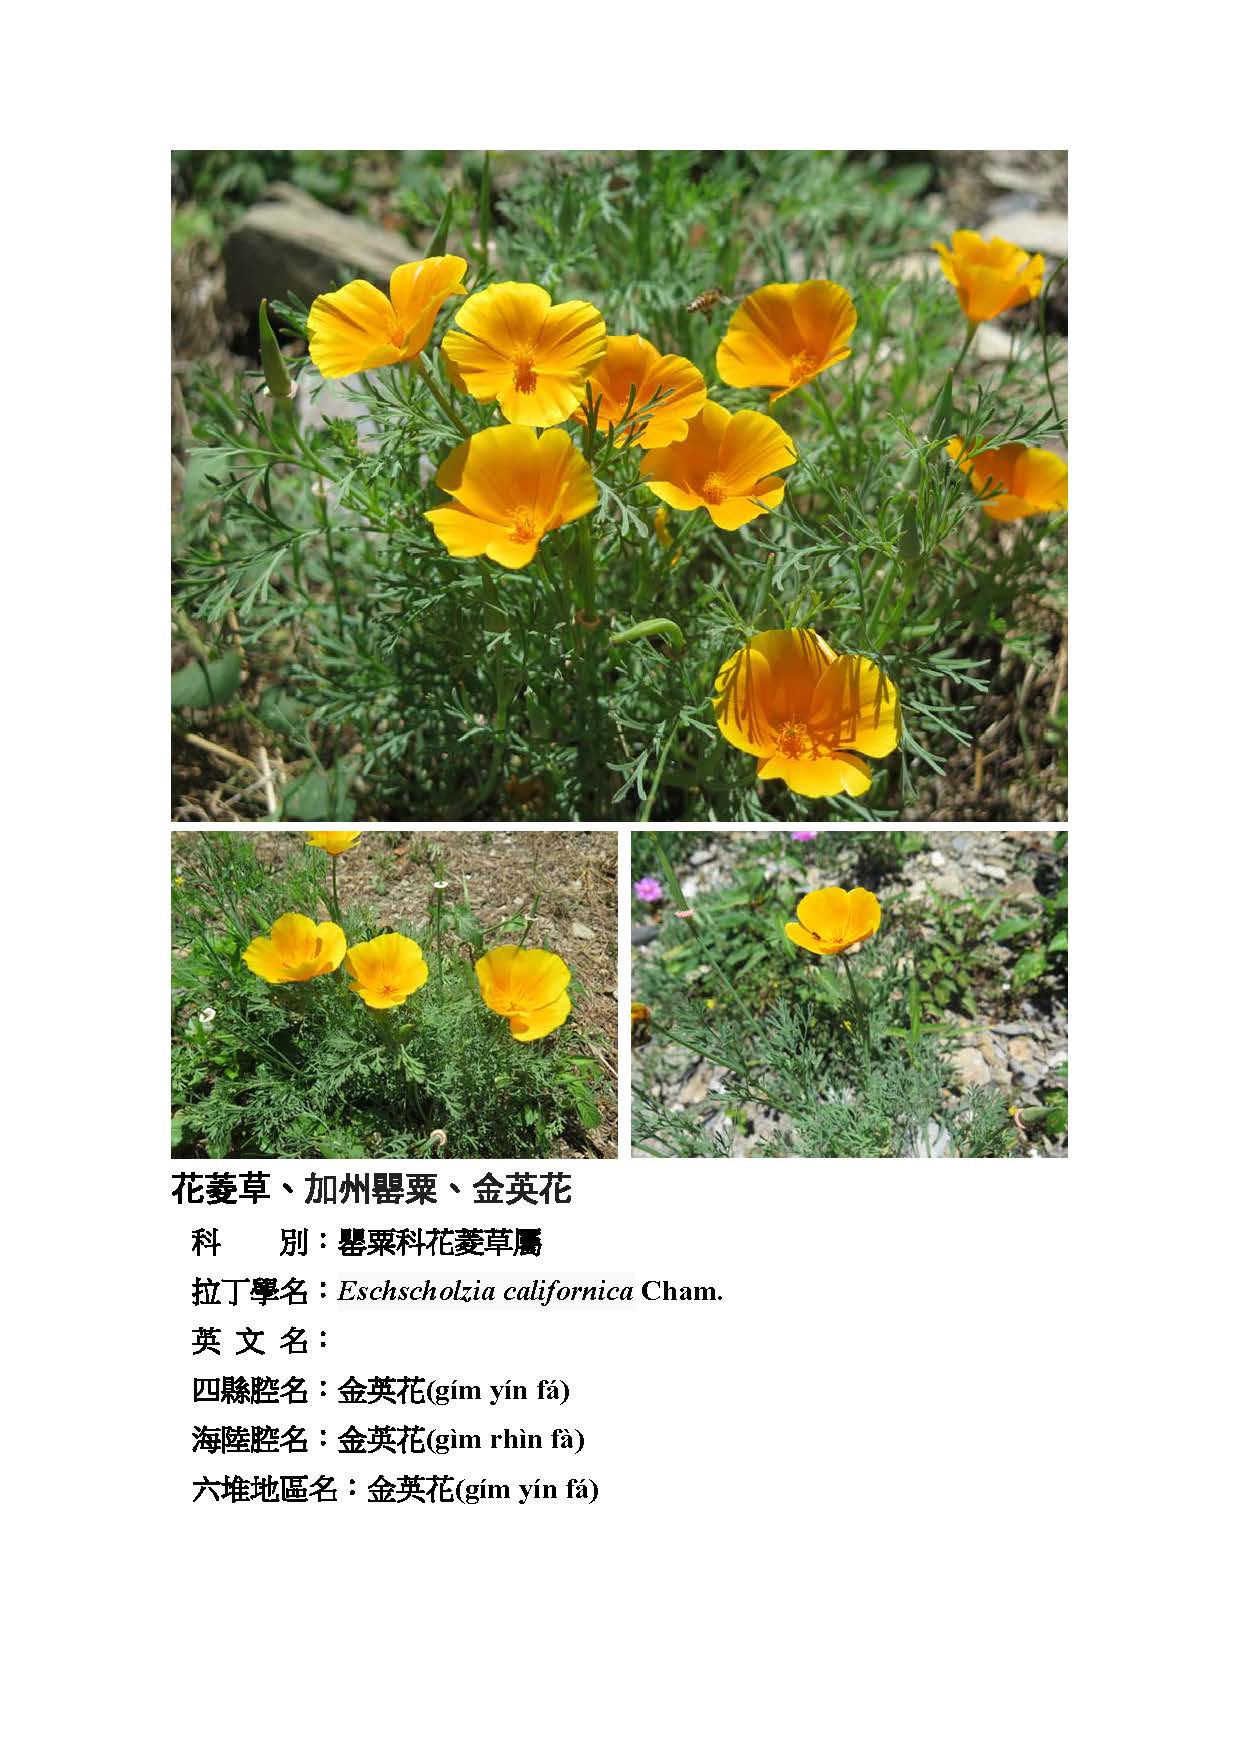 花菱草、加州罌粟、金英花
科　　別：罌粟科花菱草屬
拉丁學名：Eschscholzia californica Cham.
英 文 名：
四縣腔名：金英花(gím yín fá)
海陸腔名：金英花(gìm rhìn fà)
六堆地區名：金英花(gím yín fá)